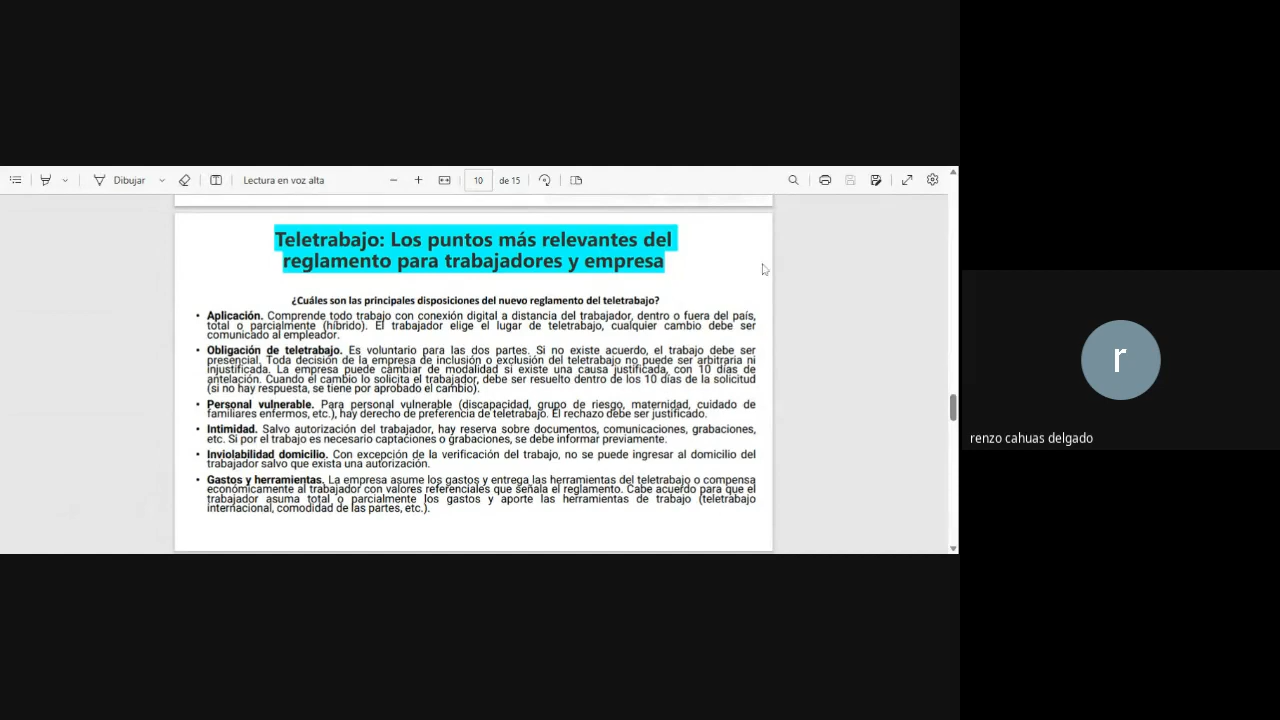 Dibujar
Lectura en voz alta
10
de 15
Teletrabajo: Los puntos más relevantes del
reglamento para trabajadores y empresa
¿Cuáles son las principales disposiciones del nuevo reglamento del teletrabajo?
• Aplicación. Comprende todo trabajo con conexión digital a distancia del trabajador, dentro o fuera del país,
total o parcialmente (híbrido). El trabajador elige el lugar de teletrabajo, cualquier cambio debe ser
comunicado al empleador.
• Obligación de teletrabajo. Es voluntario para las dos partes. Si no existe acuerdo, el trabajo debe ser
presencial. Toda decisión de la empresa de inclusión o exclusión del teletrabajo no puede ser arbitraria ni
injustificada. La empresa puede cambiar de modalidad si existe una causa justificada, con 10 días de
antelación. Cuando el cambio lo solicita el trabajador, debe ser resuelto dentro de los 10 días de la solicitud
(si no hay respuesta, se tiene por aprobado el cambio).
• Personal vulnerable. Para personal vulnerable (discapacidad, grupo de riesgo, maternidad, cuidado de
familiares enfermos, etc.), hay derecho de preferencia de teletrabajo. El rechazo debe ser justificado.
• Intimidad. Salvo autorización del trabajador, hay reserva sobre documentos, comunicaciones, grabaciones,
etc. Si por el trabajo es necesario captaciones o grabaciones, se debe informar previamente.
• Inviolabilidad domicilio. Con excepción de la verificación del trabajo, no se puede ingresar al domicilio del
trabajador salvo que exista una autorización.
• Gastos y herramientas. La empresa asume los gastos y entrega las herramientas del teletrabajo o compensa
económicamente al trabajador con valores referenciales que señala el reglamento. Cabe acuerdo para que el
trabajador asuma total o parcialmente los gastos y aporte las herramientas de trabajo (teletrabajo
internacional, comodidad de las partes, etc.).
r
renzo cahuas delgado